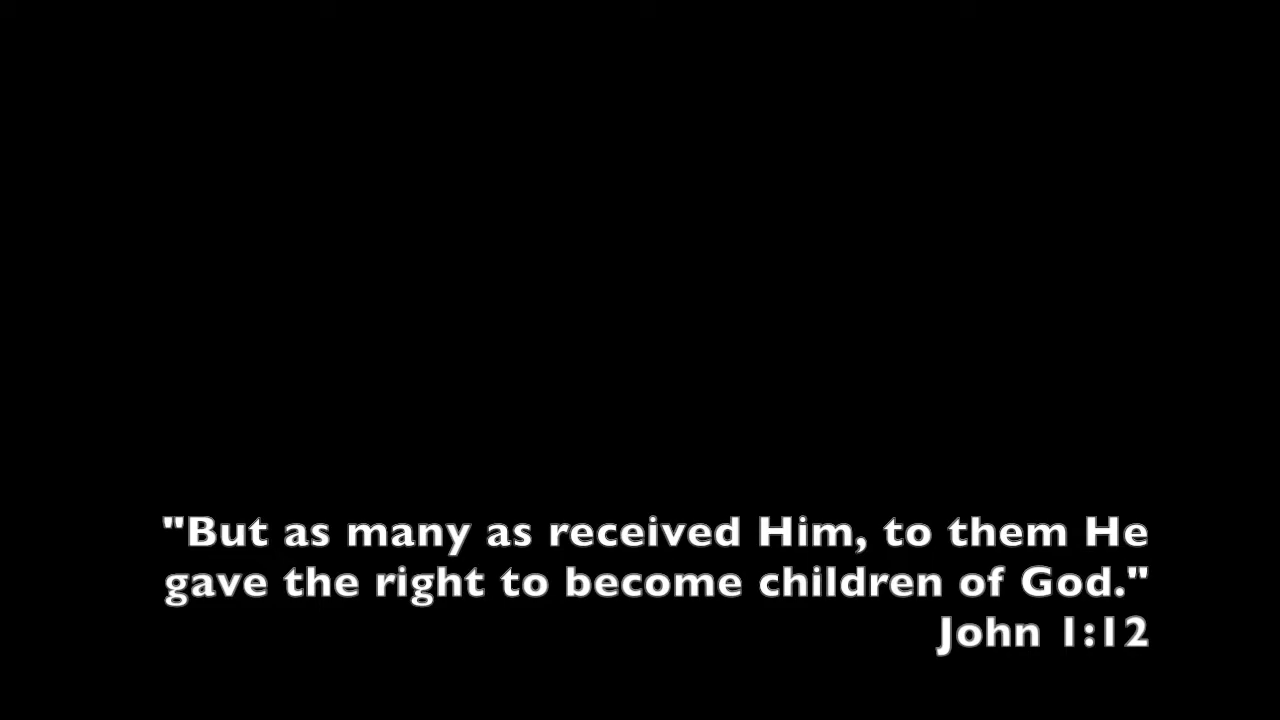 "But as many as received Him, to them He
gave the right to become children of God."
John 1:12